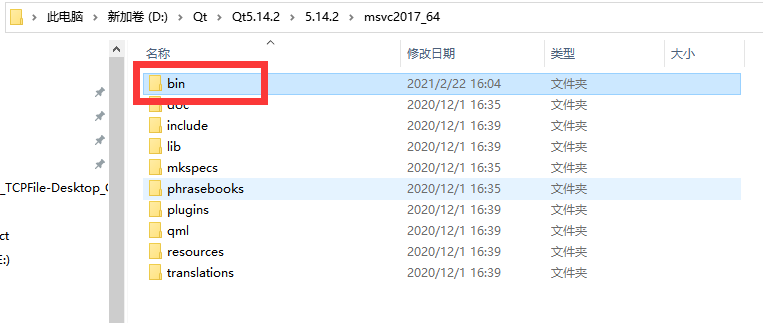 此电脑 > 新加卷 (D:) > Qt > Qt5.14.2 > 5.14.2 > msvc2017_64
名称 修改日期 类型 大小
bin 2021/2/22 16:04 文件夹
doc 2020/12/1 16:35 文件夹
include 2020/12/1 16:39 文件夹
lib 2020/12/1 16:39 文件夹
mkspecs 2020/12/1 16:35 文件夹
_TCPFile-Desktop_ phrasebooks 2020/12/1 16:35 文件夹
plugins 2020/12/1 16:39 文件夹
ct qml 2020/12/1 16:39 文件夹
E:) resources 2020/12/1 16:39 文件夹
translations 2020/12/1 16:39 文件夹